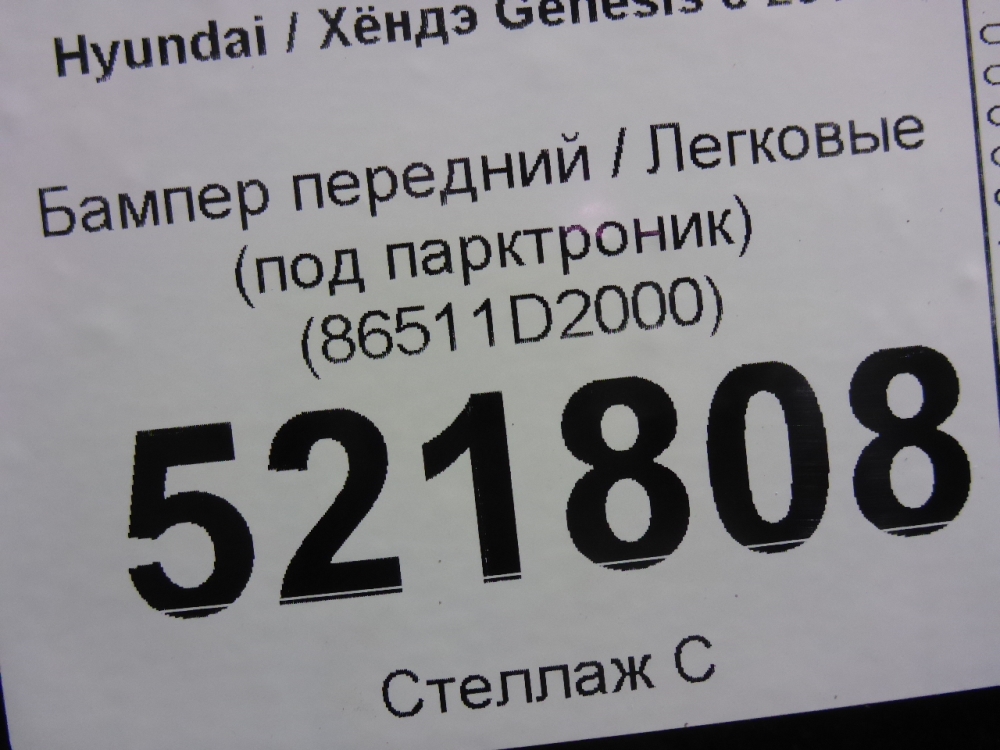 Hyundai / Хёндэ Genesis с
Бампер передний / Легковые
(под парктроник)
(86511D2000)
521808
Стеллаж С